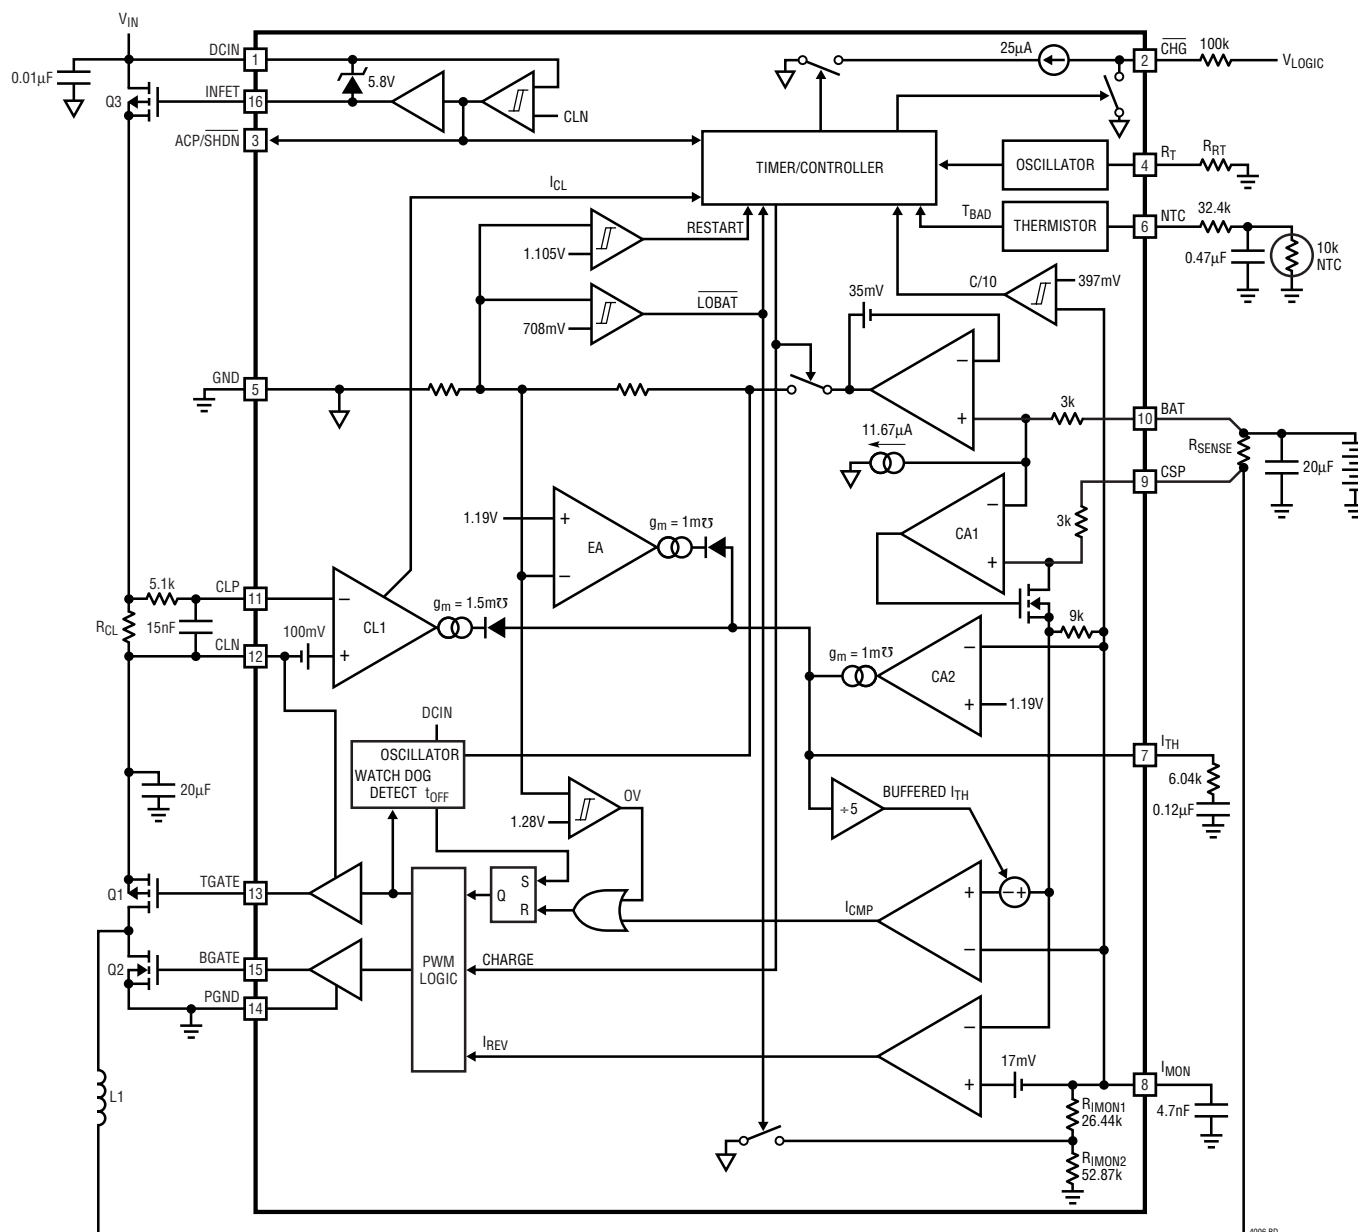 VIN
DCIN
1
0.01µF
5.8V
INFET
16
Q3
CLN
ACP/SHDN
3
25µA
2
CHG
100k
VLOGIC
TIMER/CONTROLLER
OSCILLATOR
4
RT
RRT
ICL
TBAD
THERMISTOR
6
NTC
32.4k
RESTART
1.105V
0.47µF
10k
NTC
C/10
397mV
35mV
LOBAT
708mV
GND
5
3k
10
BAT
11.67µA
RSENSE
20µF
9
CSP
1.19V
+
EA
–
gm = 1m℧
–
+
–
CA1
+
3k
5.1k
CLP
11
–
CL1
+
gm = 1.5m℧
RCL
15nF
CLN
12
100mV
9k
gm = 1m℧
–
CA2
+
1.19V
DCIN
OSCILLATOR
WATCH DOG
DETECT tOFF
7
ITH
6.04k
0.12µF
20µF
OV
1.28V
÷5
BUFFERED ITH
Q1
TGATE
13
S
Q
R
ICMP
+
–
–+
Q2
BGATE
15
PWM
LOGIC
CHARGE
PGND
14
IREV
–
+
17mV
8
IMON
4.7nF
RIMON1
26.44k
RIMON2
52.87k
L1
4006 BD